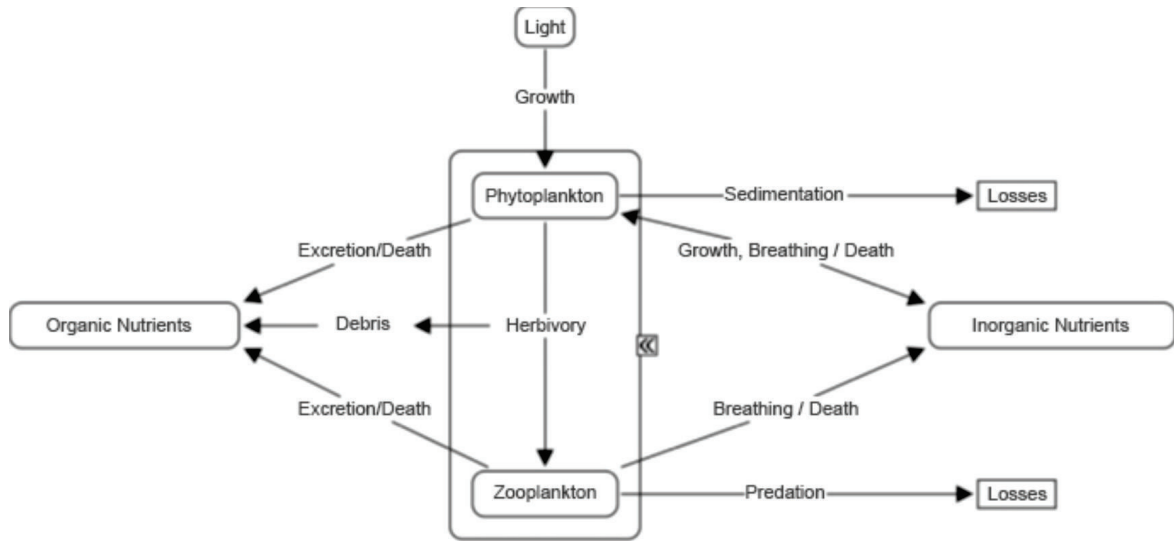 Light
Growth
Phytoplankton
Sedimentation
Losses
Excretion/Death
Growth, Breathing / Death
Organic Nutrients
Debris
Herbivory
Inorganic Nutrients
Excretion/Death
Breathing / Death
Zooplankton
Predation
Losses